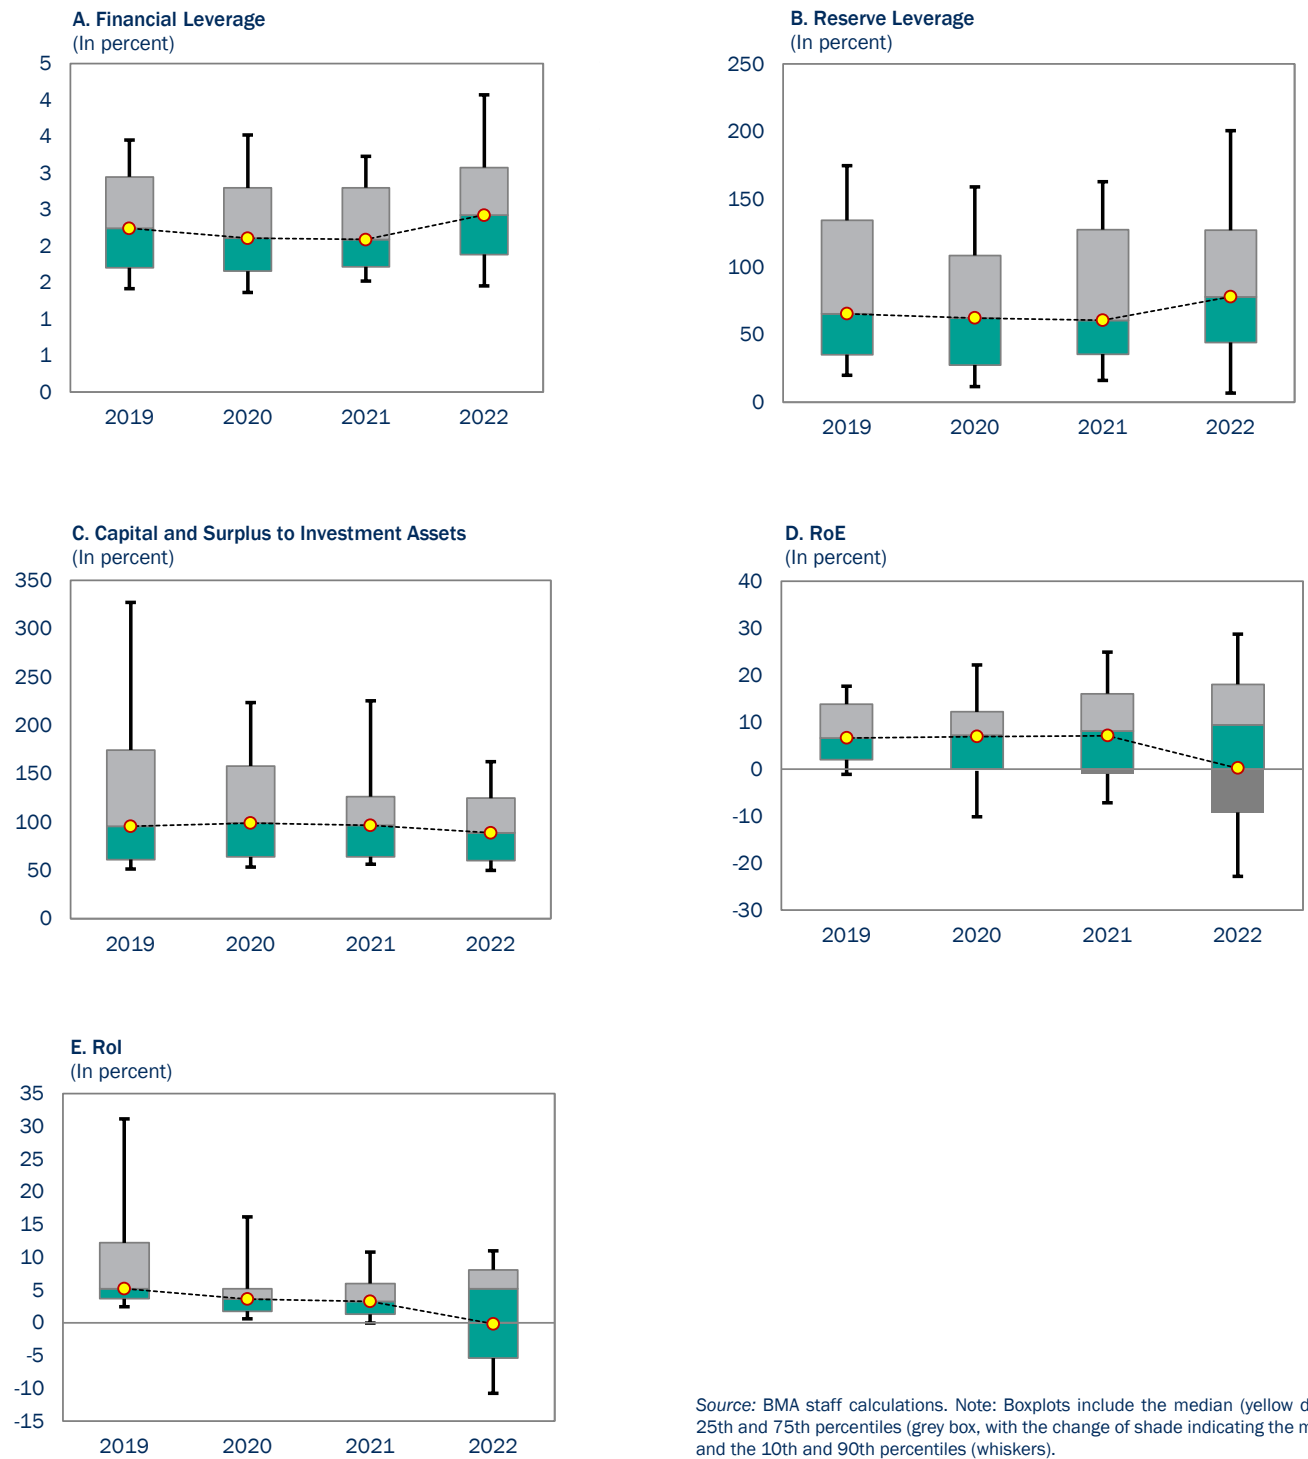 A. Financial Leverage
(In percent)
5
4
4
3
3
2
2
1
1
0
2019 2020 2021 2022
B. Reserve Leverage
(In percent)
250
200
150
100
50
0
2019 2020 2021 2022
C. Capital and Surplus to Investment Assets
(In percent)
350
300
250
200
150
100
50
0
2019 2020 2021 2022
D. RoE
(In percent)
40
30
20
10
0
-10
-20
-30
2019 2020 2021 2022
E. RoI
(In percent)
35
30
25
20
15
10
5
0
-5
-10
-15
2019 2020 2021 2022
Source: BMA staff calculations. Note: Boxplots include the median (yellow
25th and 75th percentiles (grey box, with the change of shade indicating the
and the 10th and 90th percentiles (whiskers).